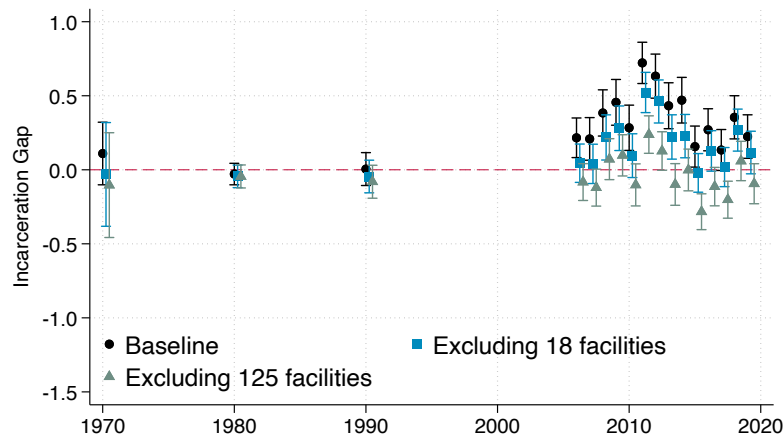 1.0
0.5
0.0
-0.5
-1.0
-1.5
Incarceration Gap
Baseline
Excluding 18 facilities
Excluding 125 facilities
1970 1980 1990 2000 2010 2020